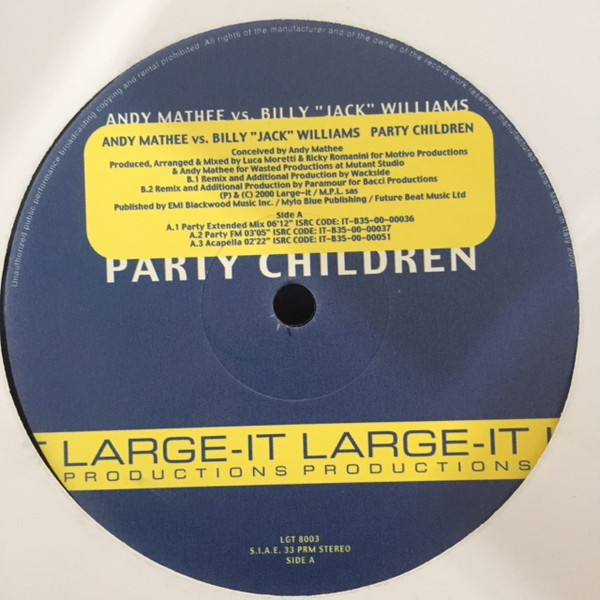 Unauthorized public performance broadcasting copying and rental prohibited. All rights of the manufacturer and of the owner of the record work reserved manufacturer
ANDY MATHEE vs. BILLY "JACK" WILLIAMS
ANDY MATHEE vs. BILLY "JACK" WILLIAMS PARTY CHILDREN
Conceived by Andy Mathee
Produced, Arranged & Mixed by Luca Moretti & Ricky Romanini for Motivo Productions
& Andy Mathee for Wasted Productions at Mutant Studio
B.1 Remix and Additional Production by Wackside
B.2 Remix and Additional Production by Paramour for Bacci Productions
(P) & (C) 2000 Large-it / M.P.L. sas
Published by EMI Blackwood Music Inc. / Mylo Blue Publishing / Future Beat Music Ltd
Side A
A.1 Party Extended Mix 06'12" ISRC CODE: IT-B35-00-00036
A.2 Party FM 03'05" ISRC CODE: IT-B35-00-00037
A.3 Acapella 02'22" ISRC CODE: IT-B35-00-00051
PARTY CHILDREN
LARGE-IT LARGE-IT
PRODUCTIONS PRODUCTIONS
LGT 8003
S.I.A.E. 33 PRM STEREO
SIDE A